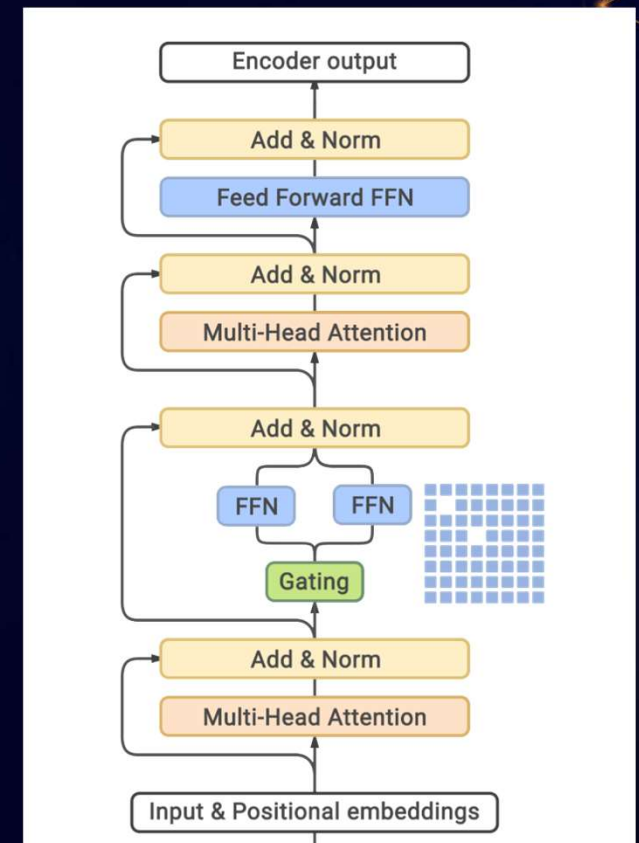 Encoder output
Add & Norm
Feed Forward FFN
Add & Norm
Multi-Head Attention
Add & Norm
FFN FFN
Gating
Add & Norm
Multi-Head Attention
Input & Positional embeddings